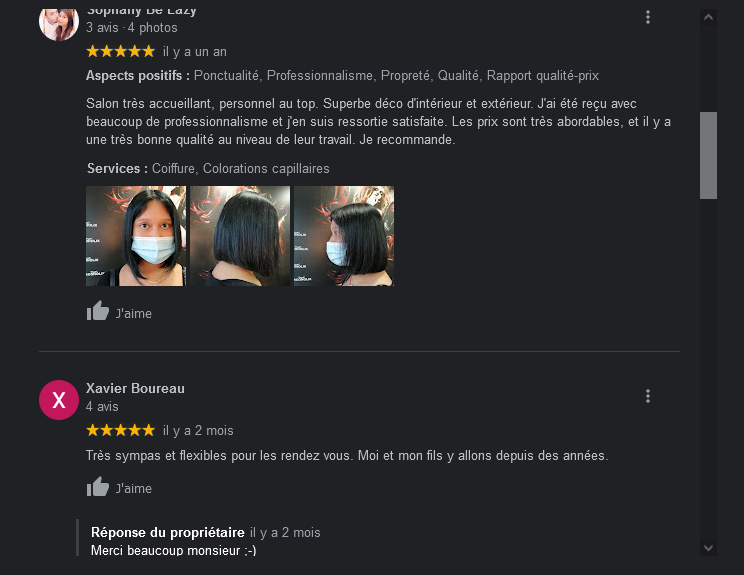 Sophany Be Lazy
3 avis · 4 photos
il y a un an
Aspects positifs : Ponctualité, Professionnalisme, Propreté, Qualité, Rapport qualité-prix
Salon très accueillant, personnel au top. Superbe déco d'intérieur et extérieur. J'ai été reçu avec
beaucoup de professionnalisme et j'en suis ressortie satisfaite. Les prix sont très abordables, et il y a
une très bonne qualité au niveau de leur travail. Je recommande.
Services : Coiffure, Colorations capillaires
J'aime
X
Xavier Boureau
4 avis
il y a 2 mois
Très sympas et flexibles pour les rendez vous. Moi et mon fils y allons depuis des années.
J'aime
Réponse du propriétaire il y a 2 mois
Merci beaucoup monsieur ;-)